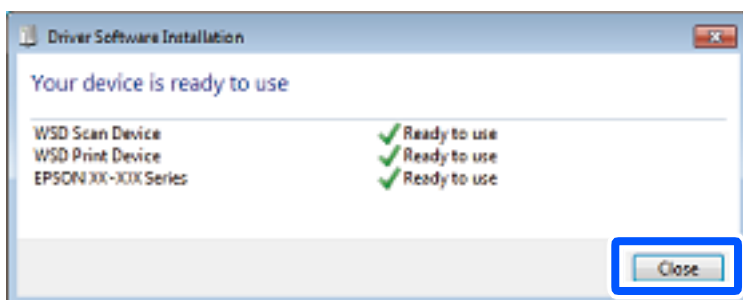 Driver Software Installation
Your device is ready to use
WSD Scan Device Ready to use
WSD Print Device Ready to use
EPSON XX-XXX Series Ready to use
Close